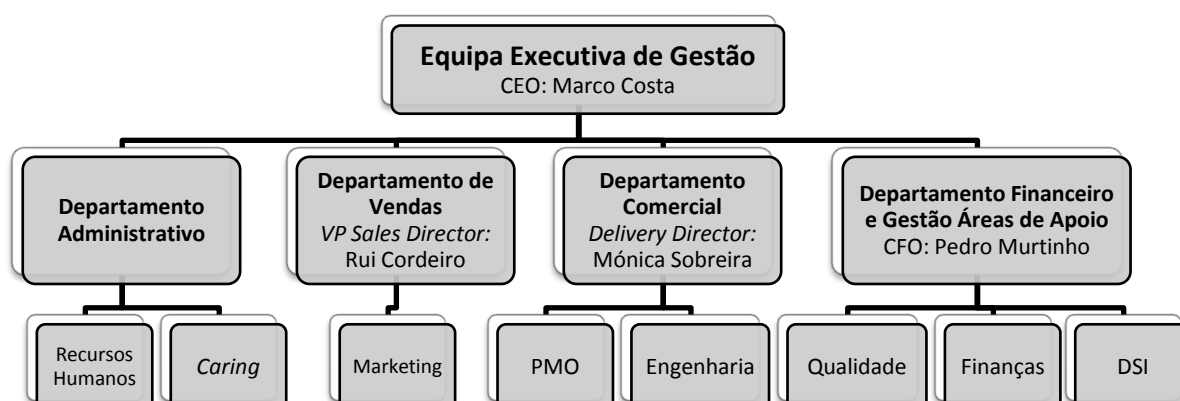 Equipa Executiva de Gestão
CEO: Marco Costa
Departamento
Administrativo
Departamento de
Vendas
VP Sales Director:
Rui Cordeiro
Departamento
Comercial
Delivery Director:
Mónica Sobreira
Departamento Financeiro
e Gestão Áreas de Apoio
CFO: Pedro Murtinho
Recursos
Humanos
Caring
Marketing
PMO
Engenharia
Qualidade
Finanças
DSI